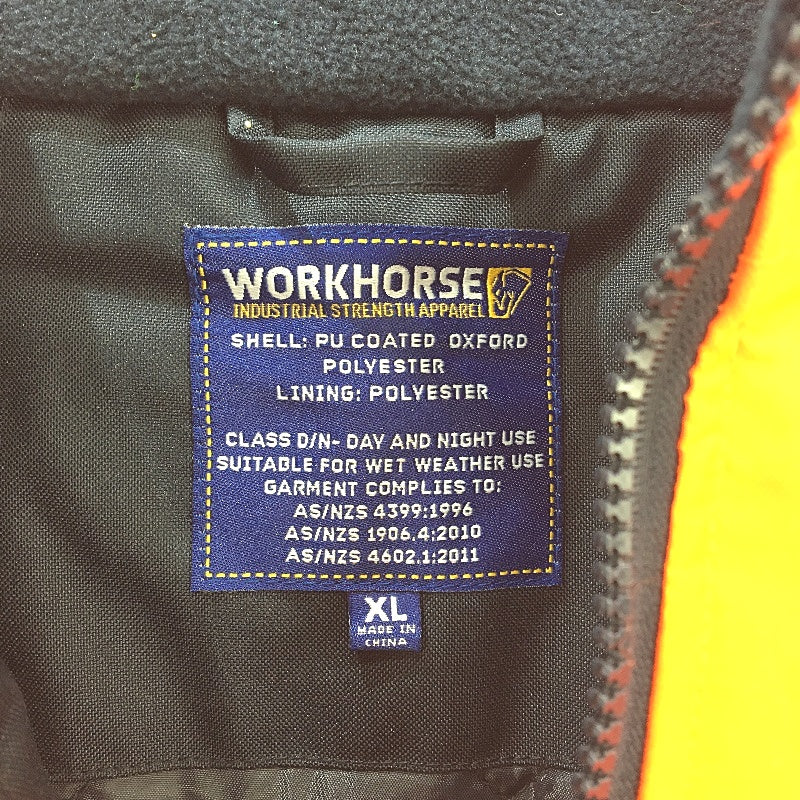 WORKHORSE
INDUSTRIAL STRENGTH APPAREL
SHELL: PU COATED OXFORD
POLYESTER
LINING: POLYESTER
CLASS D/N- DAY AND NIGHT USE
SUITABLE FOR WET WEATHER USE
GARMENT COMPLIES TO:
AS/NZS 4399:1996
AS/NZS 1906.4:2010
AS/NZS 4602.1:2011
XL
MADE IN
CHINA